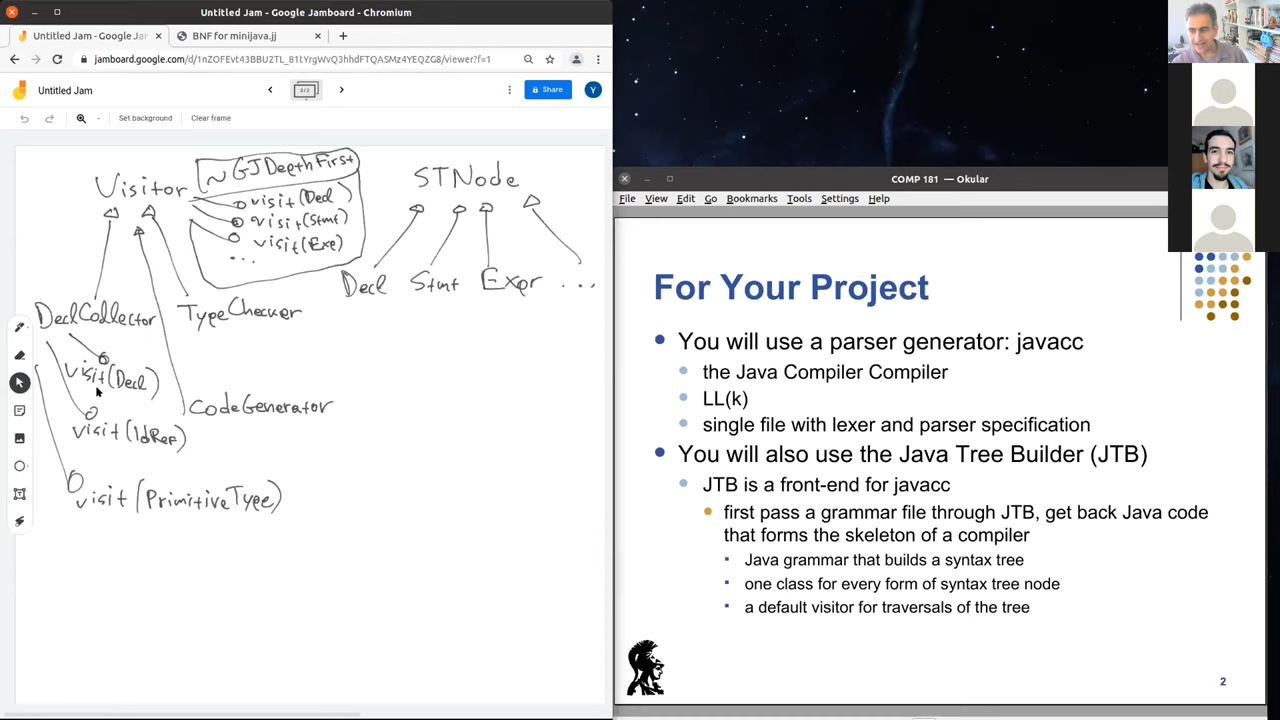 Untitled Jam - Google Jamboard - Chromium
Untitled Jam - Google Ja
BNF for minijava.jj
jamboard.google.com/d/1nZOFEvt43BBU2TL_81tYrgWvQ3hhdFTQASMz4YEQZG8/viewer?f=1
Untitled Jam
Share
Y
Set background
Clear frame
~ GJDepthFirst
Visitor
visit(Decl)
visit(Stmt)
visit(Exe)
...
STNode
Decl
Stmt
Expr
...
DeclCollector
TypeChecker
visit(Decl)
CodeGenerator
visit(IdRef)
visit(PrimitiveType)
COMP 181 — Okular
File View Edit Go Bookmarks Tools Settings Help
For Your Project
You will use a parser generator: javacc
the Java Compiler Compiler
LL(k)
single file with lexer and parser specification
You will also use the Java Tree Builder (JTB)
JTB is a front-end for javacc
first pass a grammar file through JTB, get back Java code
that forms the skeleton of a compiler
Java grammar that builds a syntax tree
one class for every form of syntax tree node
a default visitor for traversals of the tree
2